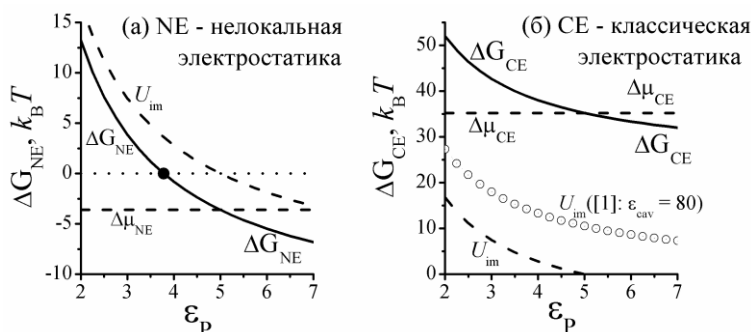 (а) NE - нелокальная
электростатика
U_im
ΔG_NE
Δμ_NE
ΔG_NE
ΔG_NE, k_BT
15
10
5
0
-5
-10
2 3 4 5 6 7
ε_P
(б) CE - классическая
электростатика
ΔG_CE
Δμ_CE
Δμ_CE
ΔG_CE
U_im([1]: ε_cav = 80)
U_im
ΔG_CE, k_BT
50
40
30
20
10
0
2 3 4 5 6 7
ε_P